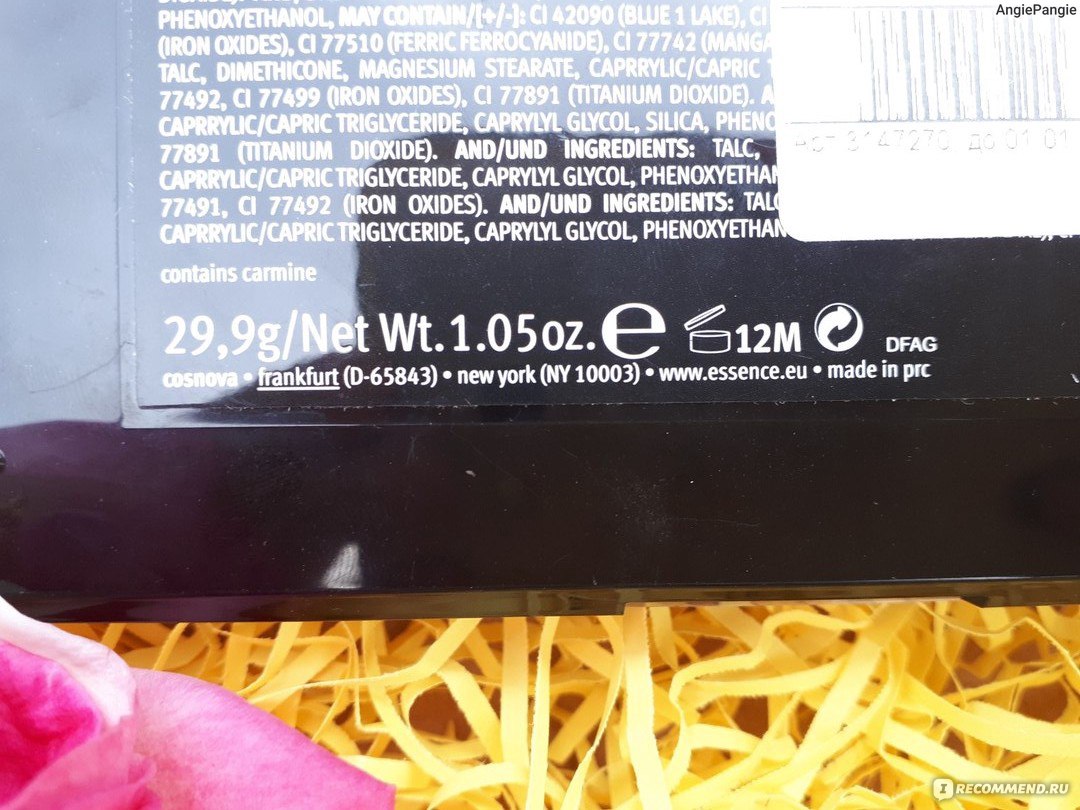 AngiePangie
PHENOXYETHANOL, MAY CONTAIN/[+/-]: CI 42090 (BLUE 1 LAKE), CI
(IRON OXIDES), CI 77510 (FERRIC FERROCYANIDE), CI 77742 (MANGA
TALC, DIMETHICONE, MAGNESIUM STEARATE, CAPRRYLIC/CAPRIC T
77492, CI 77499 (IRON OXIDES), CI 77891 (TITANIUM DIOXIDE). A
CAPRRYLIC/CAPRIC TRIGLYCERIDE, CAPRYLYL GLYCOL, SILICA, PHENO
77891 (TITANIUM DIOXIDE). AND/UND INGREDIENTS: TALC,
CAPRRYLIC/CAPRIC TRIGLYCERIDE, CAPRYLYL GLYCOL, PHENOXYETHAN
77491, CI 77492 (IRON OXIDES). AND/UND INGREDIENTS: TALC
CAPRRYLIC/CAPRIC TRIGLYCERIDE, CAPRYLYL GLYCOL, PHENOXYETHAN
3147270 до 01 01
contains carmine
29,9g/Net Wt.1.05oz. e 12M DFAG
cosnova • frankfurt (D-65843) • new york (NY 10003) • www.essence.eu • made in prc
I RECOMMEND.RU